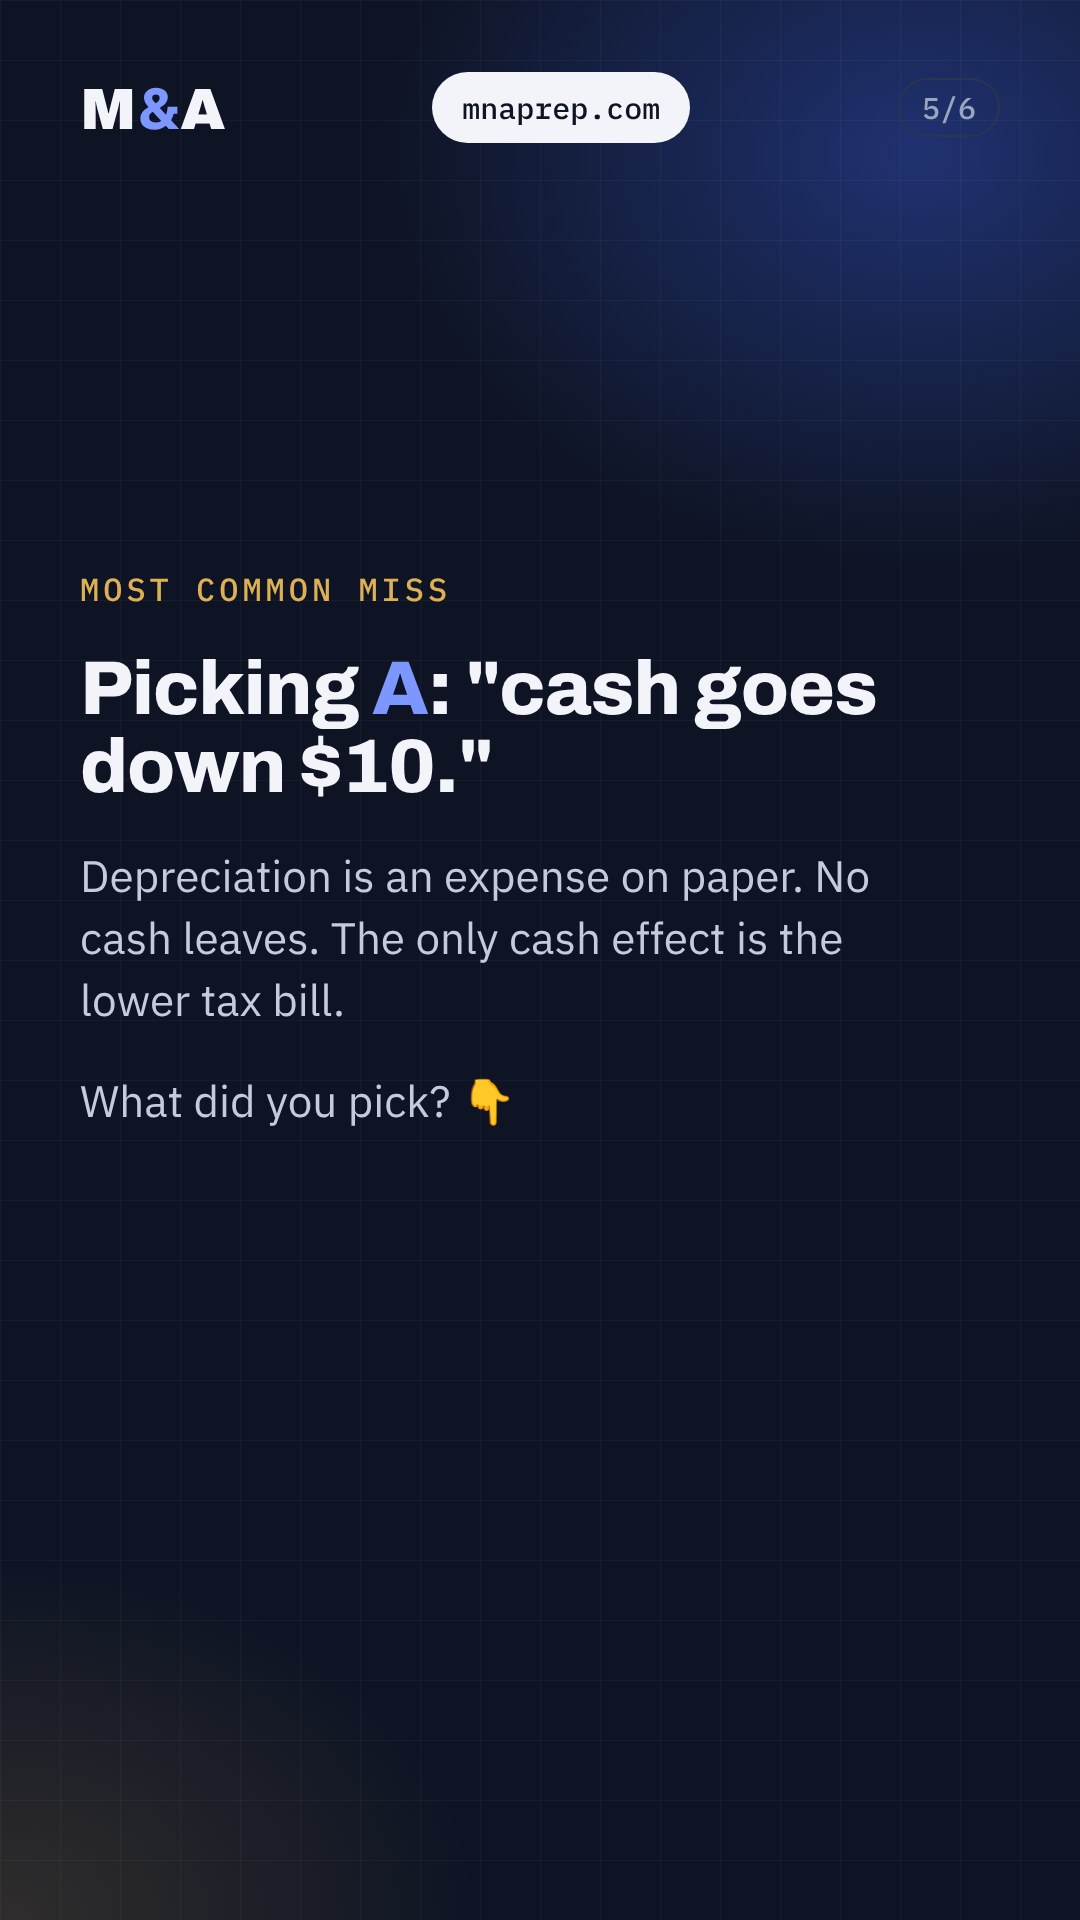 M&A
mnaprep.com
5/6
MOST COMMON MISS
Picking A: "cash goes
down $10."
Depreciation is an expense on paper. No
cash leaves. The only cash effect is the
lower tax bill.
What did you pick? 👇